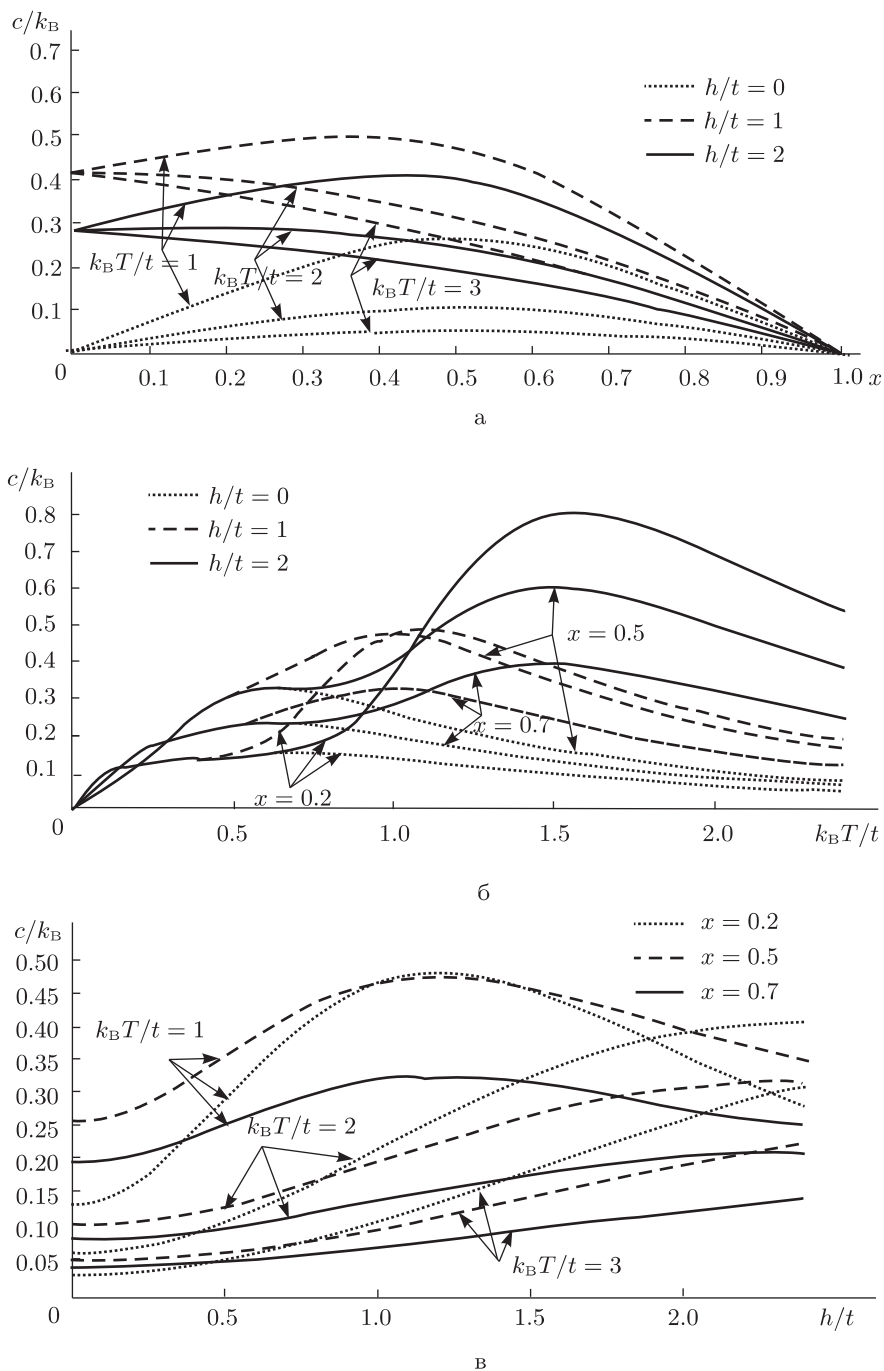 c/k_B
0.7
0.6
0.5
0.4
0.3
0.2
0.1
0
h/t = 0
h/t = 1
h/t = 2
k_BT/t = 1
k_BT/t = 2
k_BT/t = 3
0.1 0.2 0.3 0.4 0.5 0.6 0.7 0.8 0.9 1.0 x
а
c/k_B
0.8
0.7
0.6
0.5
0.4
0.3
0.2
0.1
0
h/t = 0
h/t = 1
h/t = 2
x = 0.5
x = 0.7
x = 0.2
0.5 1.0 1.5 2.0 k_BT/t
б
c/k_B
0.50
0.45
0.40
0.35
0.30
0.25
0.20
0.15
0.10
0.05
0
x = 0.2
x = 0.5
x = 0.7
k_BT/t = 1
k_BT/t = 2
k_BT/t = 3
0.5 1.0 1.5 2.0 h/t
в